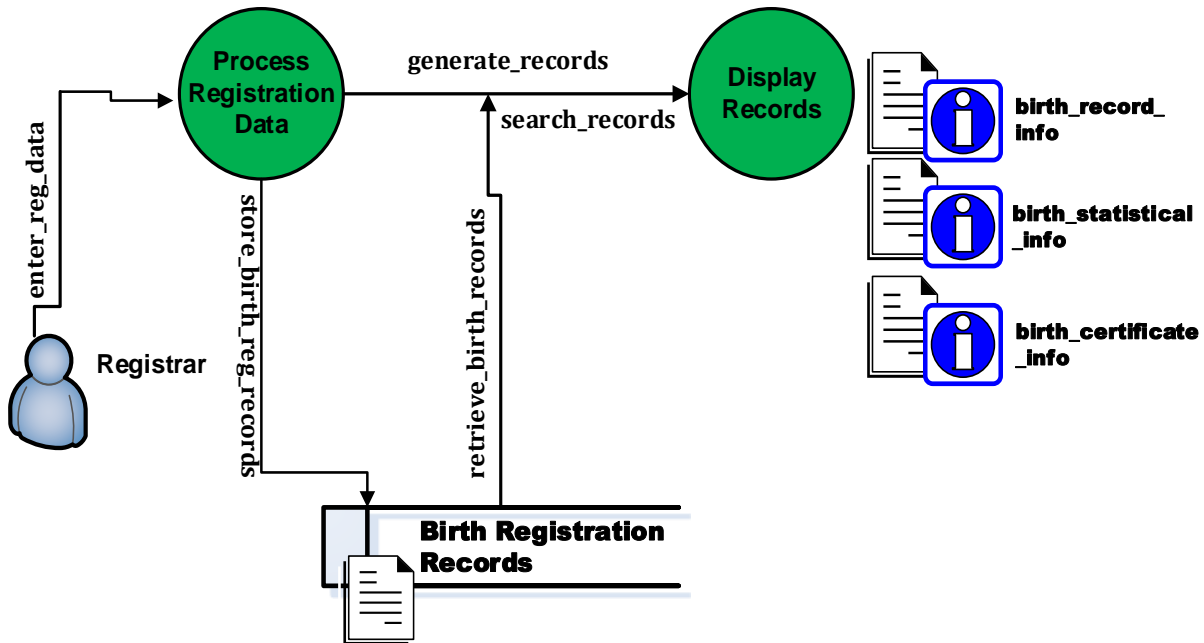 Process
Registration
Data
generate_records
search_records
Display
Records
birth_record_
info
birth_statistical
_info
birth_certificate
_info
enter_reg_data
Registrar
store_birth_reg_records
retrieve_birth_records
Birth Registration
Records